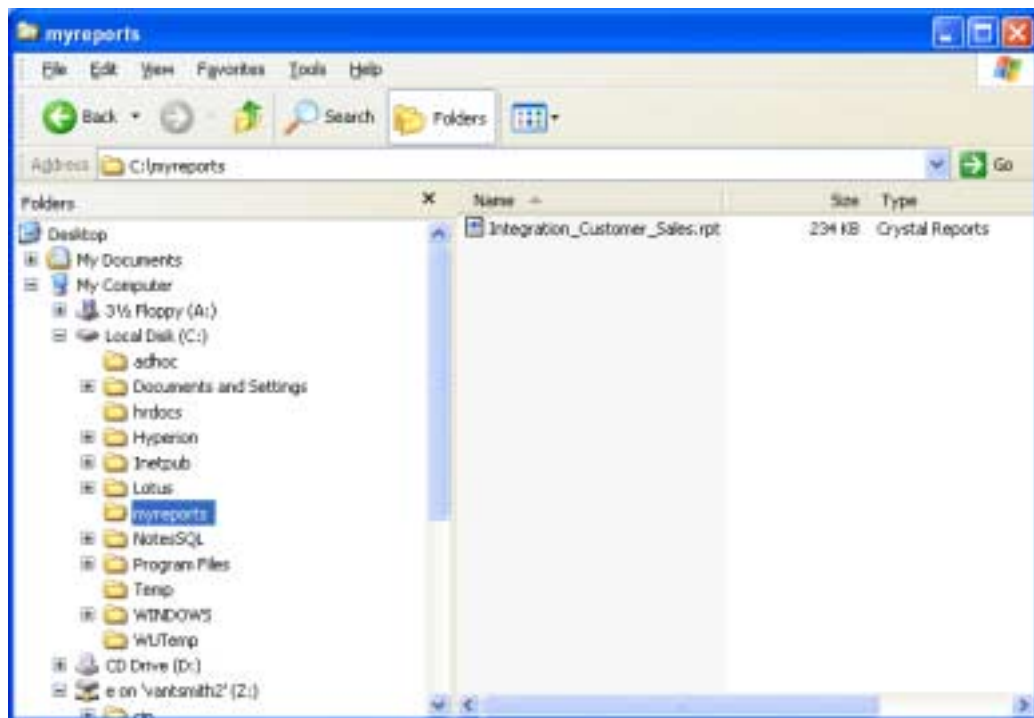 myreports
File Edit View Favorites Tools Help
Back Search Folders
Address C:\myreports Go
Folders
Name Size Type
Desktop
Integration_Customer_Sales.rpt 234 KB Crystal Reports
My Documents
My Computer
3½ Floppy (A:)
Local Disk (C:)
adhoc
Documents and Settings
hrdocs
Hyperion
Inetpub
Lotus
myreports
NotesSQL
Program Files
Temp
WINDOWS
WUTemp
CD Drive (D:)
e on 'vantsmith2' (Z:)